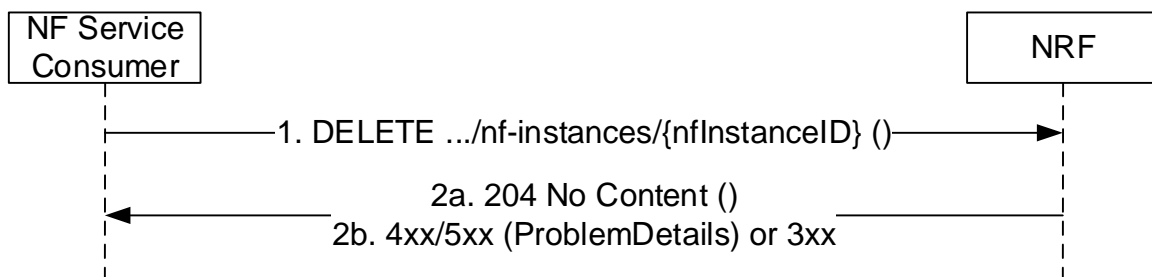 NF Service
Consumer
NRF
1. DELETE .../nf-instances/{nfInstanceID} ()
2a. 204 No Content ()
2b. 4xx/5xx (ProblemDetails) or 3xx